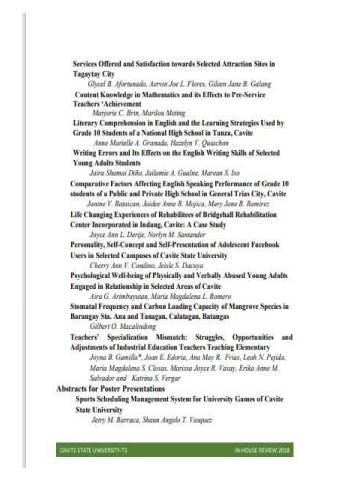 Services Offered and Satisfaction towards Selected Attraction Sites in
Tagaytay City
Glycel B. Afortunado, Aervin Joe L. Flores, Gileen Jane B. Galang
Content Knowledge in Mathematics and its Effects to Pre-Service
Teachers 'Achievement
Marjorie C. Brin, Marilou Meting
Literary Comprehension in English and the Learning Strategies Used by
Grade 10 Students of a National High School in Tanza, Cavite
Anne Marielle A. Granada, Hazelyn V. Quiachon
Writing Errors and Its Effects on the English Writing Skills of Selected
Young Adults Students
Jaira Shamai Diño, Jailamie A. Gualne, Marean S. Iso
Comparative Factors Affecting English Speaking Performance of Grade 10
students of a Public and Private High School in General Trias City, Cavite
Janine V. Bataican, Jaidee Anne B. Mojica, Mary Jane B. Ramirez
Life Changing Experiences of Rehabilitees of Bridgehall Rehabilitation
Center Incorporated in Indang, Cavite: A Case Study
Joyce Ann L. Derije, Norlyn M. Santander
Personality, Self-Concept and Self-Presentation of Adolescent Facebook
Users in Selected Campuses of Cavite State University
Cherry Ann V. Condino, Jeisle S. Dacuya
Psychological Well-being of Physically and Verbally Abused Young Adults
Engaged in Relationship in Selected Areas of Cavite
Aira G. Arimbuyutan, Maria Magdalena L. Romero
Stomatal Frequency and Carbon Loading Capacity of Mangrove Species in
Barangay Sta. Ana and Tanagan, Calatagan, Batangas
Gilbert O. Macalindong
Teachers' Specialization Mismatch: Struggles, Opportunities and
Adjustments of Industrial Education Teachers Teaching Elementary
Joyna B. Gamilla*, Joan E. Edoria, Ana May R. Frias, Leah N. Pejida,
Maria Magdalena S. Closas, Marissa Joyce R. Vasay, Erika Anne M.
Salvador and Katrina S. Vergar
Abstracts for Poster Presentations
Sports Scheduling Management System for University Games of Cavite
State University
Jetry M. Barraca, Shaun Angelo T. Vasquez
CAVITE STATE UNIVERSITY-T3 IN-HOUSE REVIEW 2018